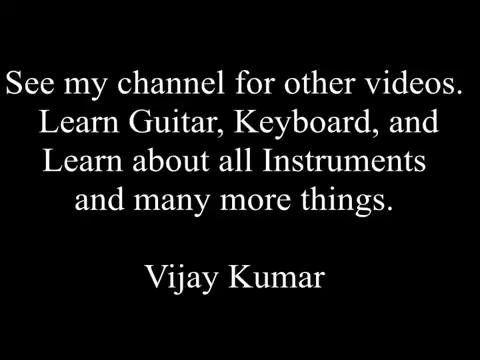 See my channel for other videos.
Learn Guitar, Keyboard, and
Learn about all Instruments
and many more things.
Vijay Kumar